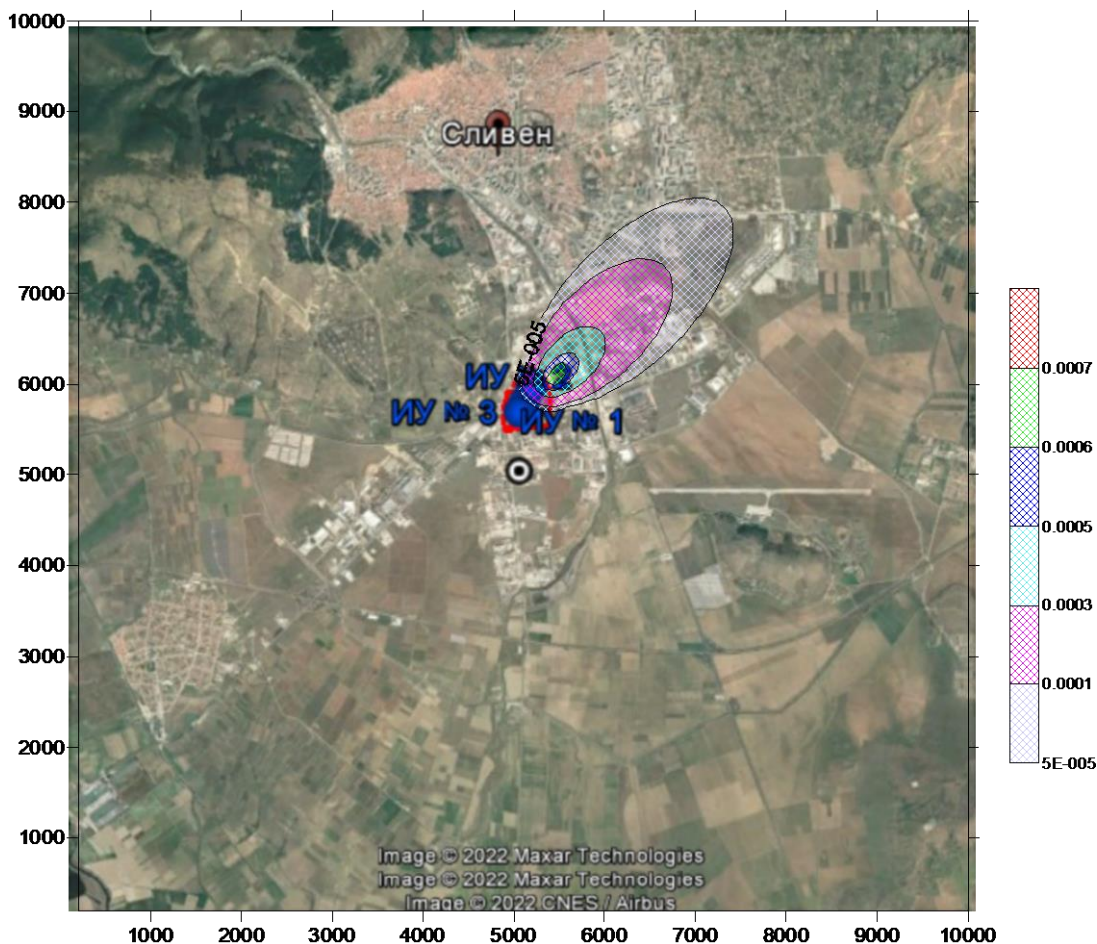 10000
9000
Сливен
8000
7000
5E-005
6000
ИУ
ИУ № 3
ИУ № 1
5000
4000
3000
2000
1000
Image © 2022 Maxar Technologies
Image © 2022 Maxar Technologies
Image © 2022 CNES / Airbus
1000 2000 3000 4000 5000 6000 7000 8000 9000 10000
0.0007
0.0006
0.0005
0.0003
0.0001
5E-005